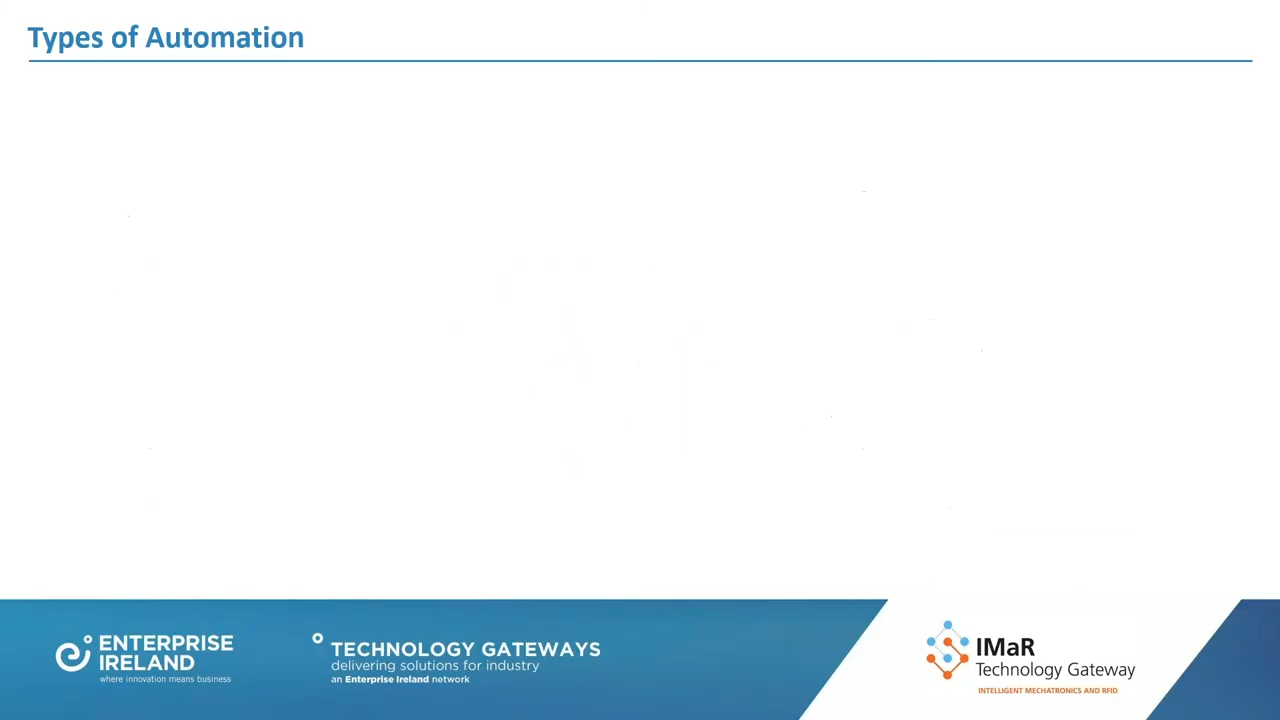 Types of Automation
ENTERPRISE
IRELAND
where innovation means business
TECHNOLOGY GATEWAYS
delivering solutions for industry
an Enterprise Ireland network
IMaR
Technology Gateway
INTELLIGENT MECHATRONICS AND RFID